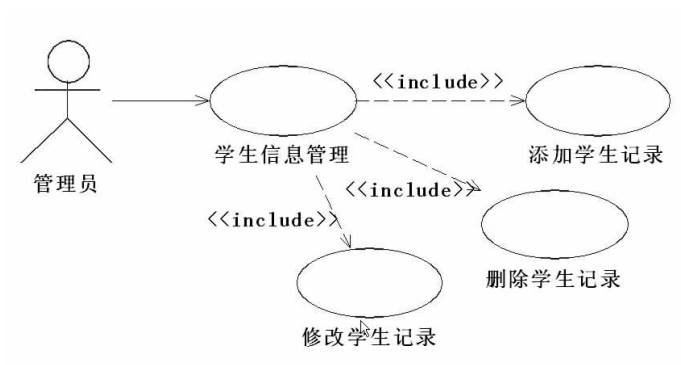 <<include>>
学生信息管理
添加学生记录
管理员
<<include>>
<<include>>
删除学生记录
修改学生记录